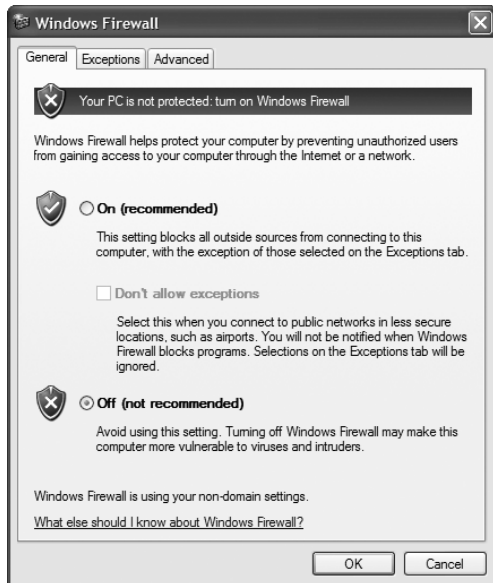 Windows Firewall
General Exceptions Advanced
Your PC is not protected: turn on Windows Firewall
Windows Firewall helps protect your computer by preventing unauthorized users
from gaining access to your computer through the Internet or a network.
On (recommended)
This setting blocks all outside sources from connecting to this
computer, with the exception of those selected on the Exceptions tab.
Don't allow exceptions
Select this when you connect to public networks in less secure
locations, such as airports. You will not be notified when Windows
Firewall blocks programs. Selections on the Exceptions tab will be
ignored.
Off (not recommended)
Avoid using this setting. Turning off Windows Firewall may make this
computer more vulnerable to viruses and intruders.
Windows Firewall is using your non-domain settings.
What else should I know about Windows Firewall?
OK Cancel